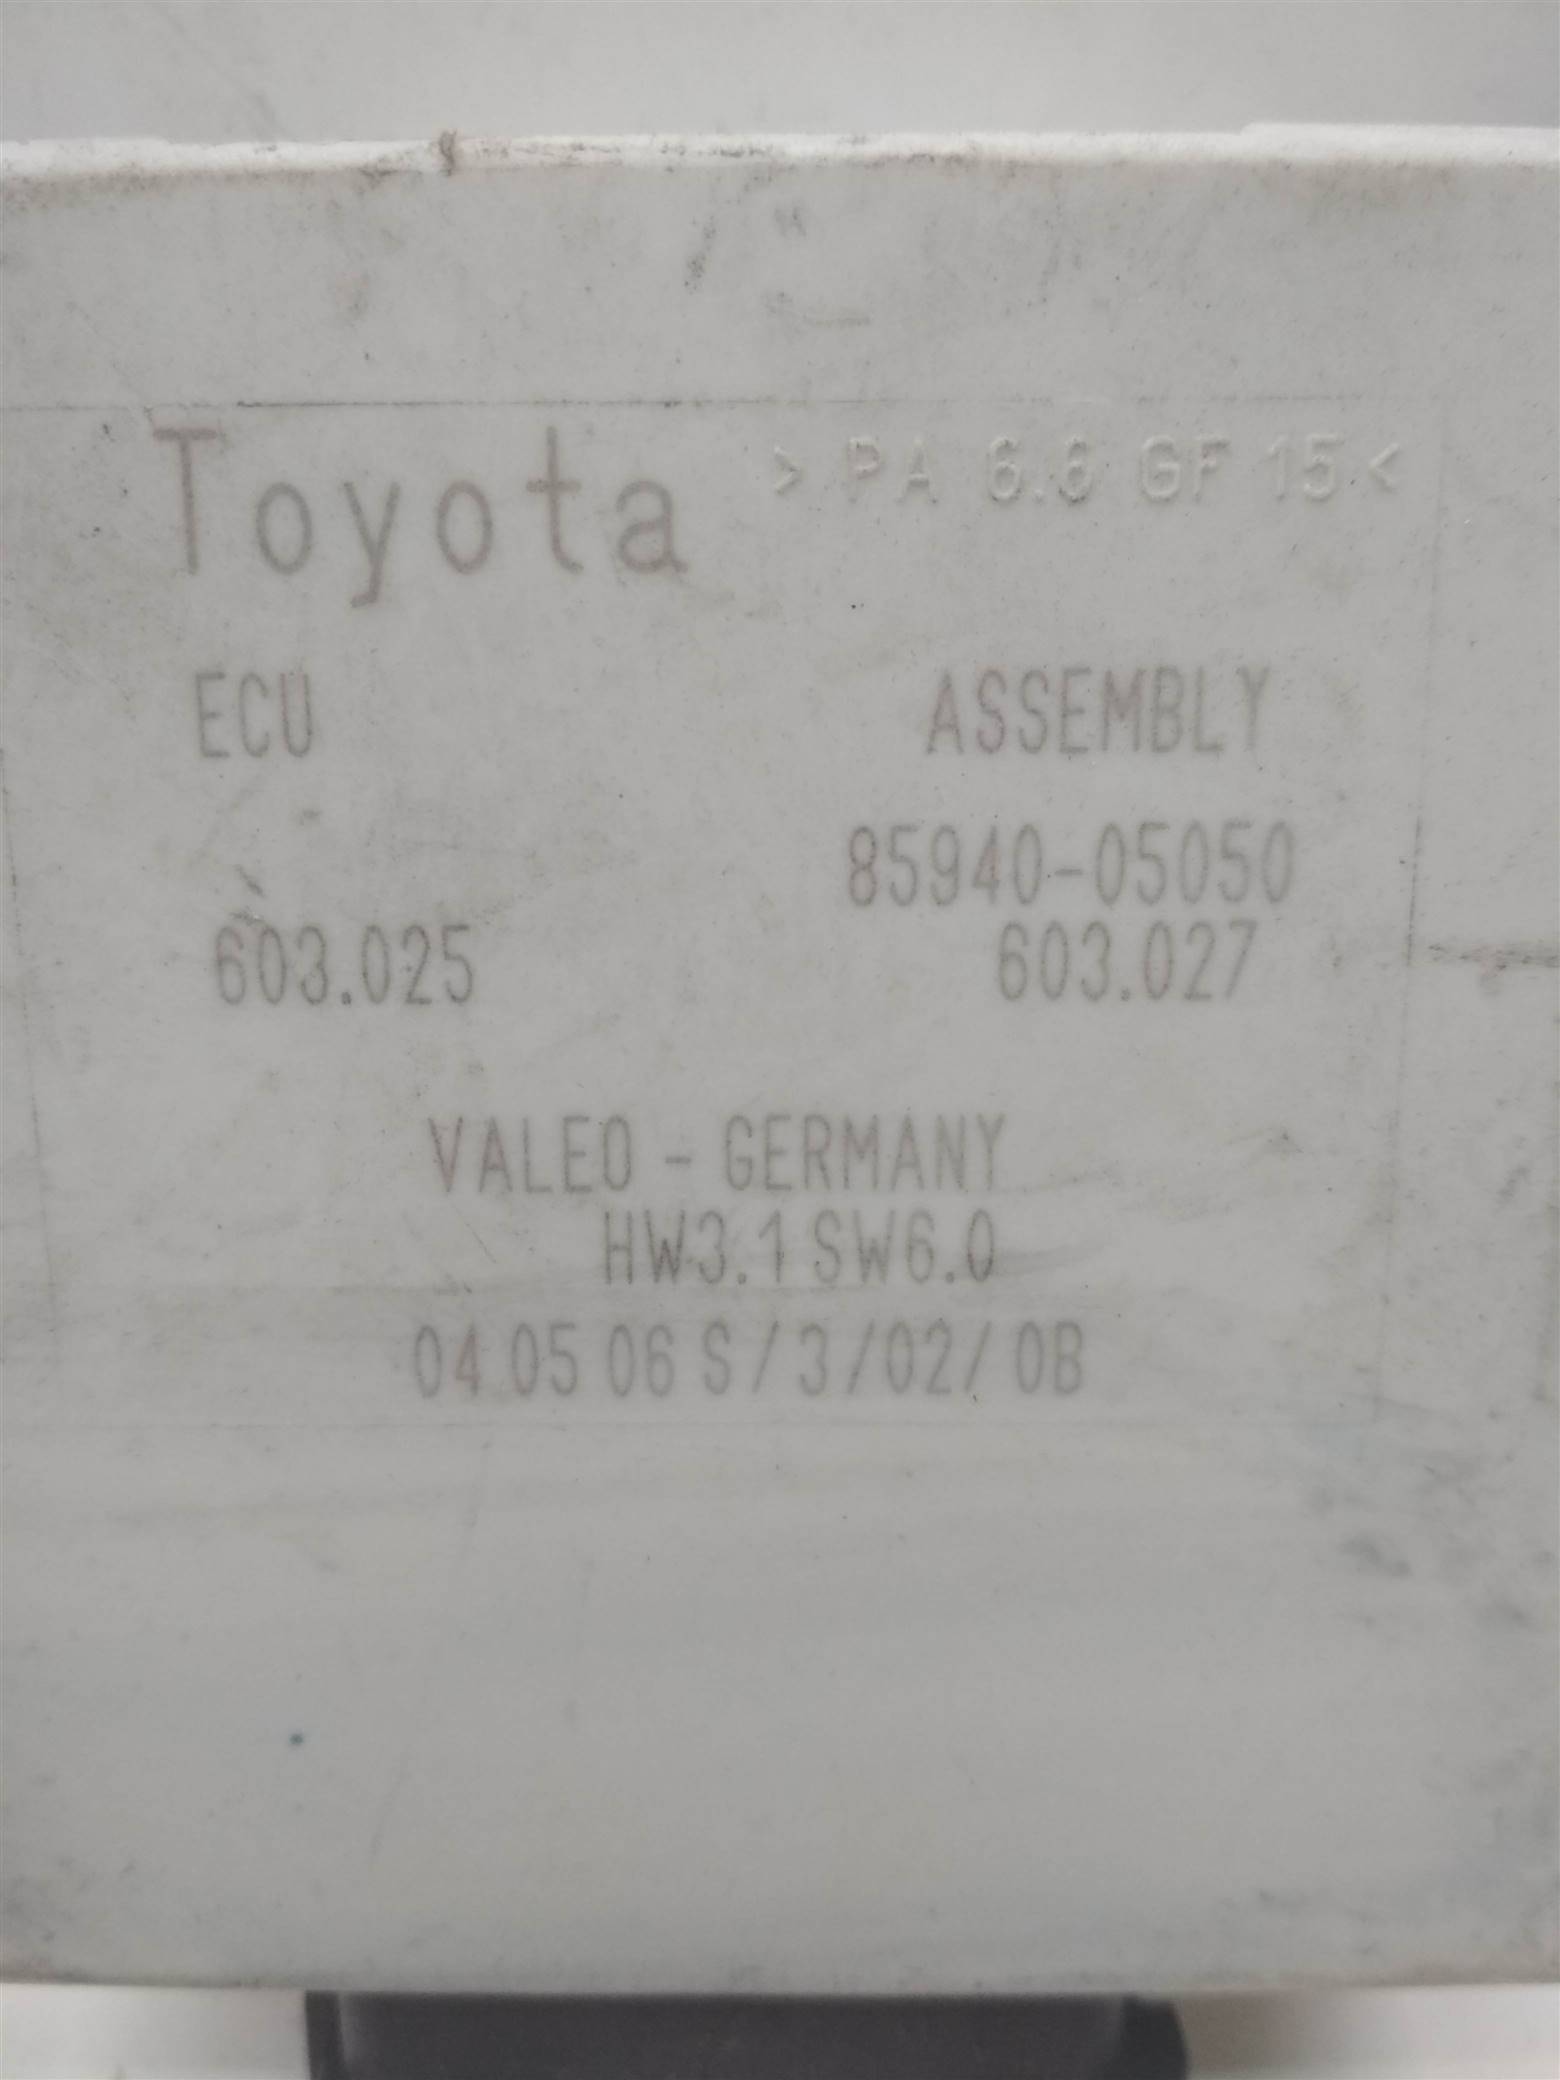 Toyota > PA 6.6 GF 15 <
ECU ASSEMBLY
85940-05050
603.025 603.027
VALEO - GERMANY
HW3.1 SW6.0
04 05 06 S/3/02/0B